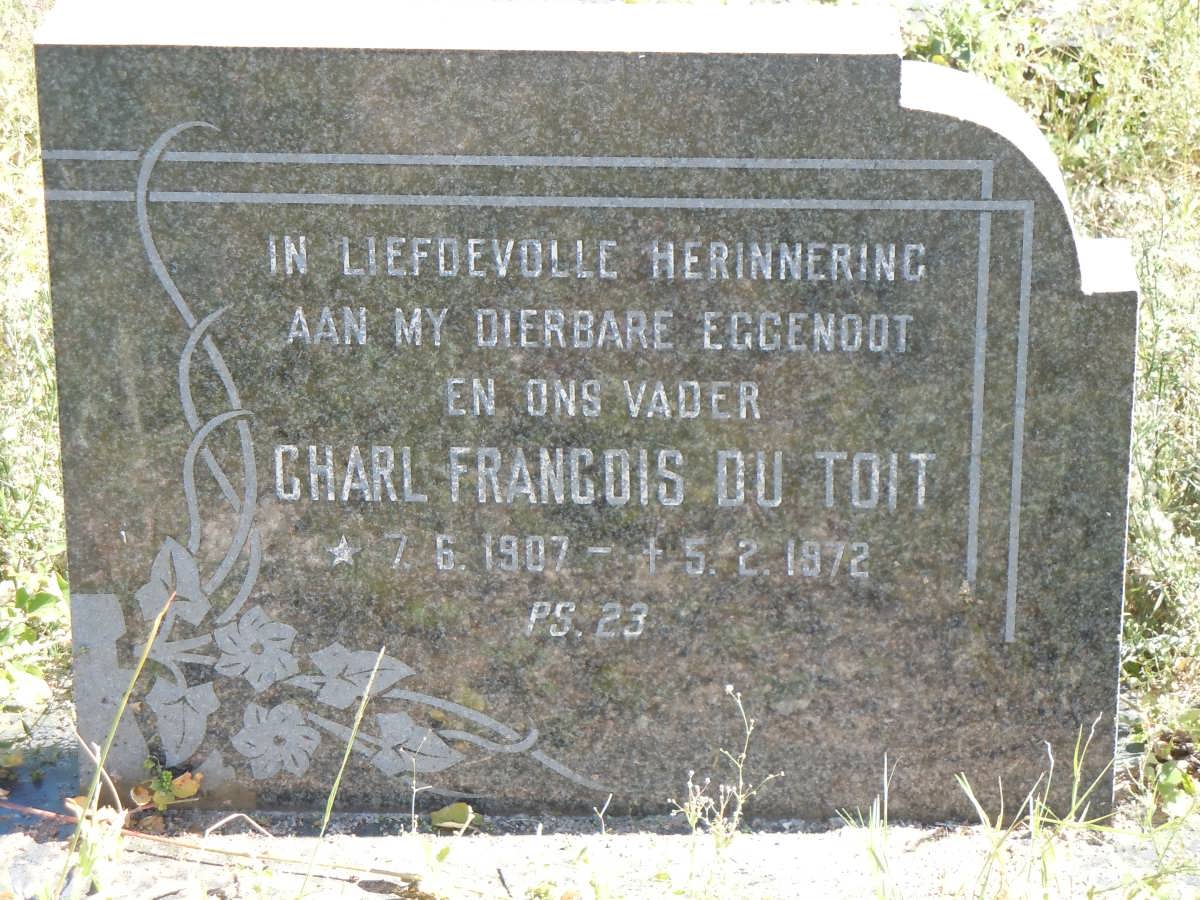 IN LIEFDEVOLLE HERINNERING
AAN MY DIERBARE EGGENOOT
EN ONS VADER
CHARL FRANCOIS DU TOIT
★ 7. 6. 1907 – † 5. 2. 1972
PS. 23